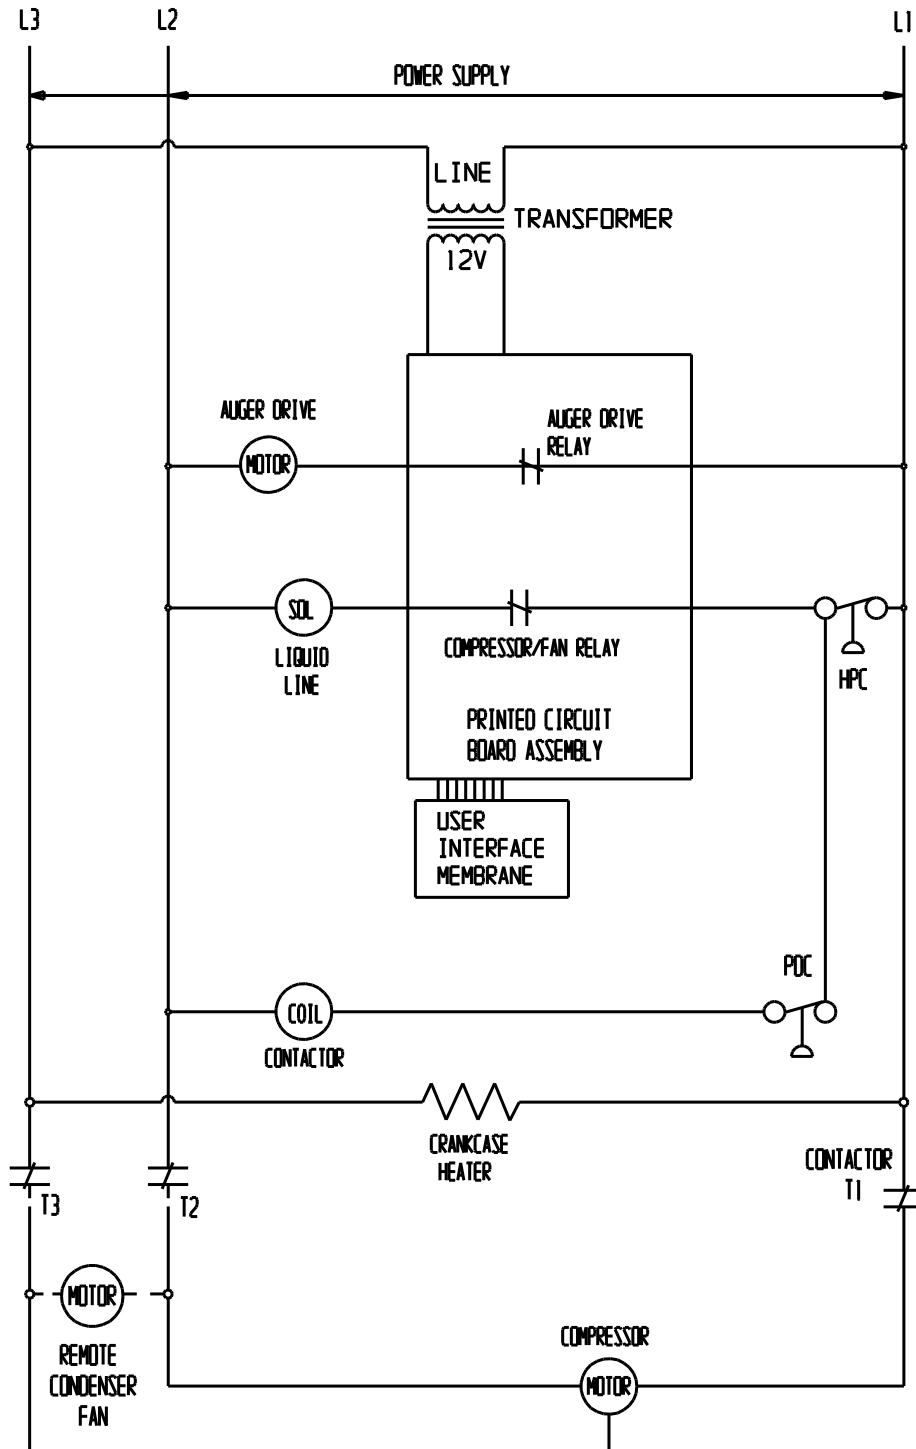 L3
L2
L1
POWER SUPPLY
LINE
TRANSFORMER
12V
AUGER DRIVE
MOTOR
AUGER DRIVE
RELAY
SOL
LIQUID
LINE
COMPRESSOR/FAN RELAY
HPC
PRINTED CIRCUIT
BOARD ASSEMBLY
USER
INTERFACE
MEMBRANE
PDC
COIL
CONTACTOR
CRANKCASE
HEATER
CONTACTOR
T1
T3
T2
MOTOR
REMOTE
CONDENSER
FAN
COMPRESSOR
MOTOR